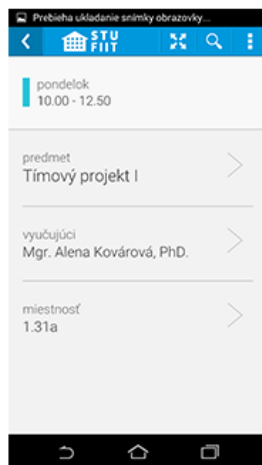 Prebieha ukladanie snímky obrazovky...
STU
FIIT
pondelok
10.00 - 12.50
predmet
Tímový projekt I
vyučujúci
Mgr. Alena Kovárová, PhD.
miestnosť
1.31a